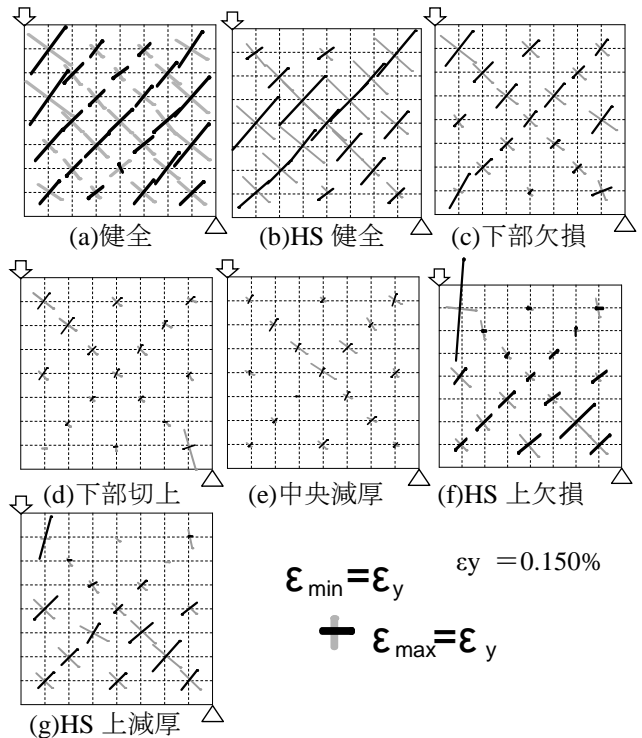 (a)健全
(b)HS 健全
(c)下部欠損
(d)下部切上
(e)中央減厚
(f)HS 上欠損
(g)HS 上減厚
εy ＝0.150%
εmin=εy
εmax=εy